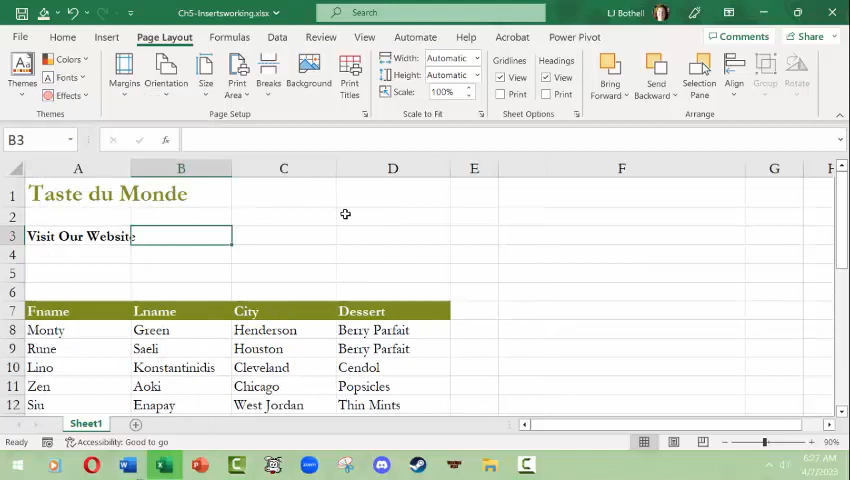 Ch5-Insertsworking.xlsx
Search
LJ Bothell
File Home Insert Page Layout Formulas Data Review View Automate Help Acrobat Power Pivot
Comments Share
Themes
Colors
Fonts
Effects
Themes
Margins
Orientation
Size
Print Area
Breaks
Background
Print Titles
Page Setup
Width: Automatic
Height: Automatic
Scale: 100%
Scale to Fit
Gridlines Headings
View View
Print Print
Sheet Options
Bring Forward
Send Backward
Selection Pane
Align
Group
Rotate
Arrange
B3 fx
A B C D E F G H
1 Taste du Monde
2
3 Visit Our Website
4
5
6
7 Fname Lname City Dessert
8 Monty Green Henderson Berry Parfait
9 Rune Saeli Houston Berry Parfait
10 Lino Konstantinidis Cleveland Cendol
11 Zen Aoki Chicago Popsicles
12 Siu Enapay West Jordan Thin Mints
Sheet1
Ready Accessibility: Good to go 90%
6:27 AM
4/7/2023